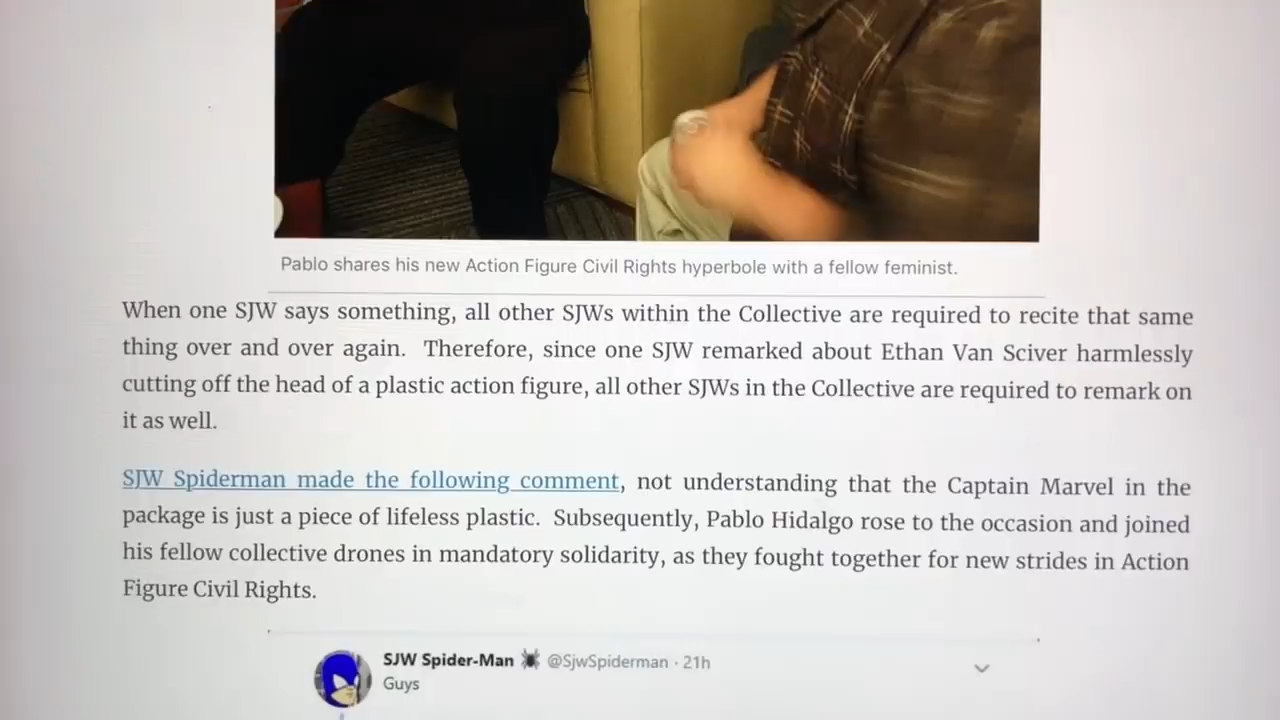 Pablo shares his new Action Figure Civil Rights hyperbole with a fellow feminist.
When one SJW says something, all other SJWs within the Collective are required to recite that same
thing over and over again. Therefore, since one SJW remarked about Ethan Van Sciver harmlessly
cutting off the head of a plastic action figure, all other SJWs in the Collective are required to remark on
it as well.
SJW Spiderman made the following comment, not understanding that the Captain Marvel in the
package is just a piece of lifeless plastic. Subsequently, Pablo Hidalgo rose to the occasion and joined
his fellow collective drones in mandatory solidarity, as they fought together for new strides in Action
Figure Civil Rights.
SJW Spider-Man 🕷 @SjwSpiderman · 21h
Guys